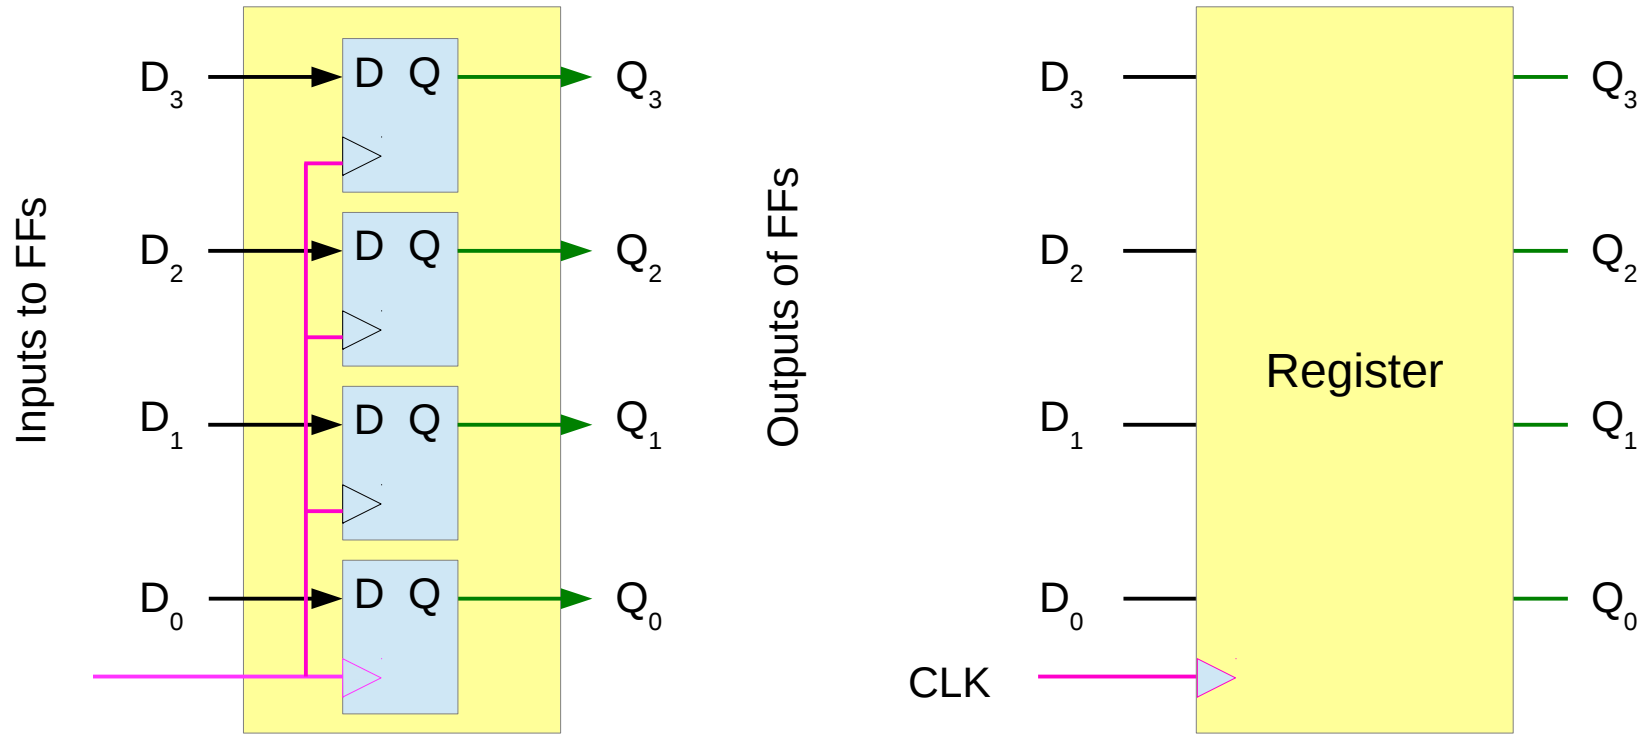 Inputs to FFs
D3
D Q
Q3
D2
D Q
Q2
D1
D Q
Q1
D0
D Q
Q0
Outputs of FFs
D3
Q3
D2
Q2
Register
D1
Q1
D0
Q0
CLK